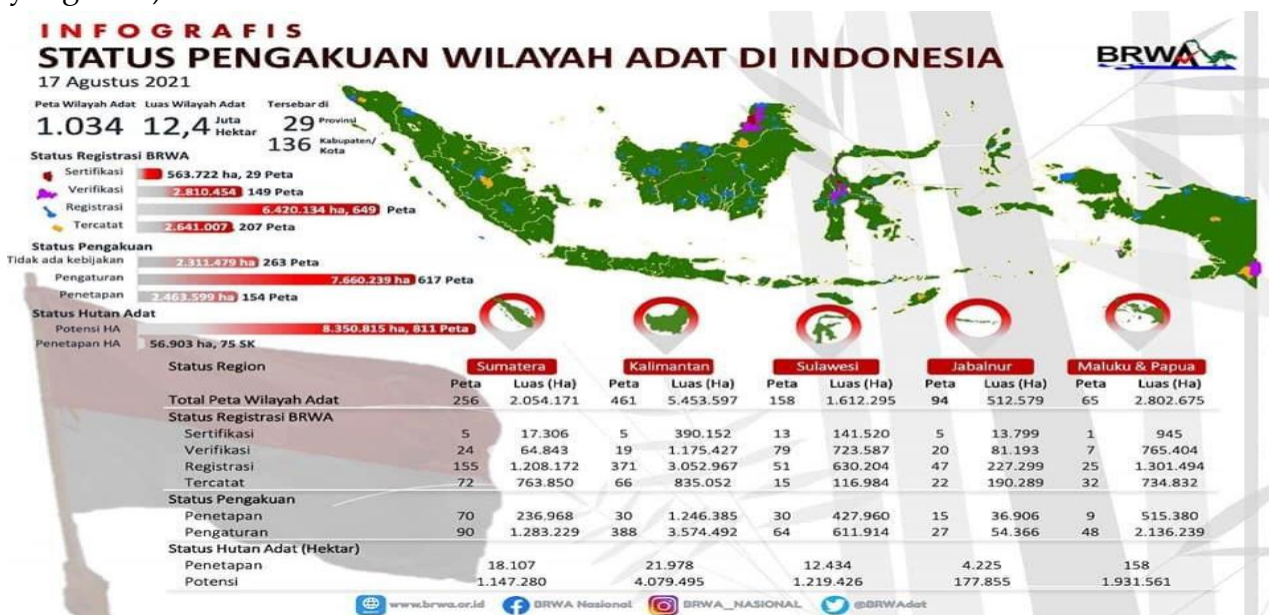 INFOGRAFIS
STATUS PENGAKUAN WILAYAH ADAT DI INDONESIA
BRWA
17 Agustus 2021
Peta Wilayah Adat Luas Wilayah Adat Tersebar di
1.034 12,4 Juta Hektar 29 Provinsi
136 Kabupaten/Kota
Status Registrasi BRWA
Sertifikasi 563.722 ha, 29 Peta
Verifikasi 2.810.454 149 Peta
Registrasi 6.420.134 ha, 649 Peta
Tercatat 2.641.007, 207 Peta
Status Pengakuan
Tidak ada kebijakan 2.311.479 ha 263 Peta
Pengaturan 7.660.239 ha 617 Peta
Penetapan 2.463.599 ha 154 Peta
Status Hutan Adat
Potensi HA 8.350.815 ha, 811 Peta
Penetapan HA 56.903 ha, 75 SK
Status Region Sumatera Kalimantan Sulawesi Jabalnur Maluku & Papua
Peta Luas (Ha) Peta Luas (Ha) Peta Luas (Ha) Peta Luas (Ha) Peta Luas (Ha)
Total Peta Wilayah Adat 256 2.054.171 461 5.453.597 158 1.612.295 94 512.579 65 2.802.675
Status Registrasi BRWA
Sertifikasi 5 17.306 5 390.152 13 141.520 5 13.799 1 945
Verifikasi 24 64.843 19 1.175.427 79 723.587 20 81.193 7 765.404
Registrasi 155 1.208.172 371 3.052.967 51 630.204 47 227.299 25 1.301.494
Tercatat 72 763.850 66 835.052 15 116.984 22 190.289 32 734.832
Status Pengakuan
Penetapan 70 236.968 30 1.246.385 30 427.960 15 36.906 9 515.380
Pengaturan 90 1.283.229 388 3.574.492 64 611.914 27 54.366 48 2.136.239
Status Hutan Adat (Hektar)
Penetapan 18.107 21.978 12.434 4.225 158
Potensi 1.147.280 4.079.495 1.219.426 177.855 1.931.561
www.brwa.or.id BRWA Nasional BRWA_NASIONAL @BRWAdat